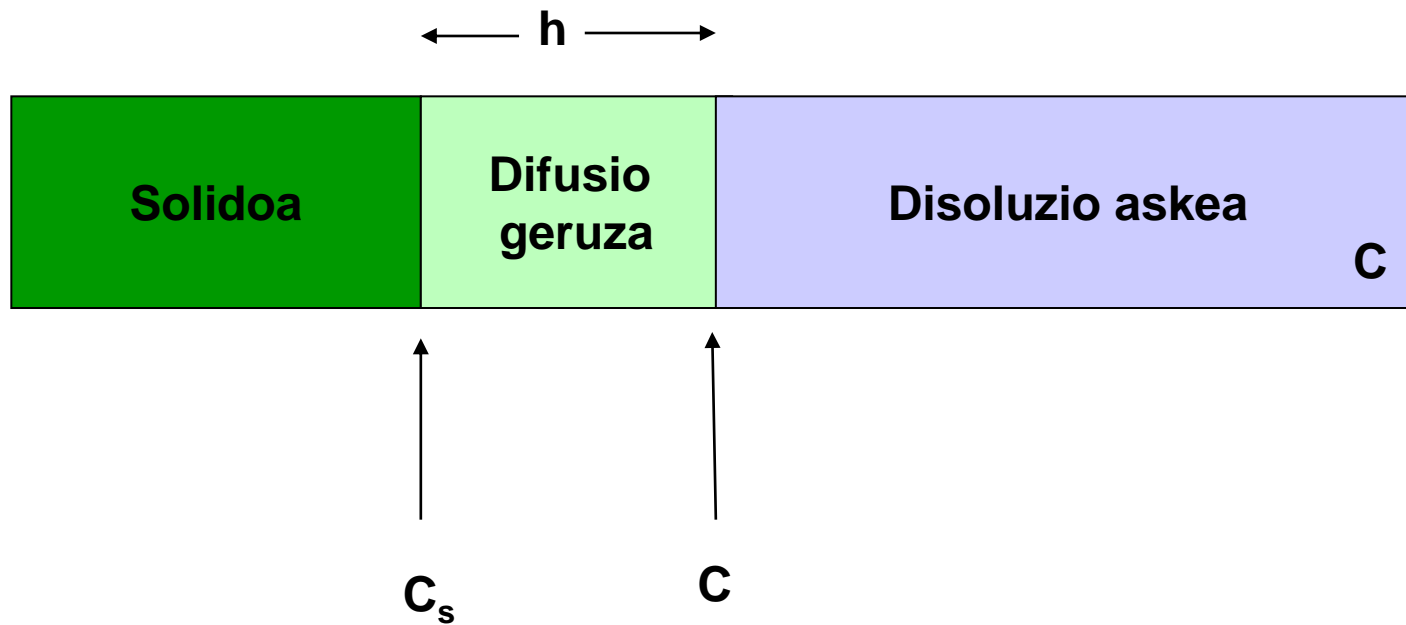 h
Solidoa
Difusio
geruza
Disoluzio askea
C
Cₛ
C